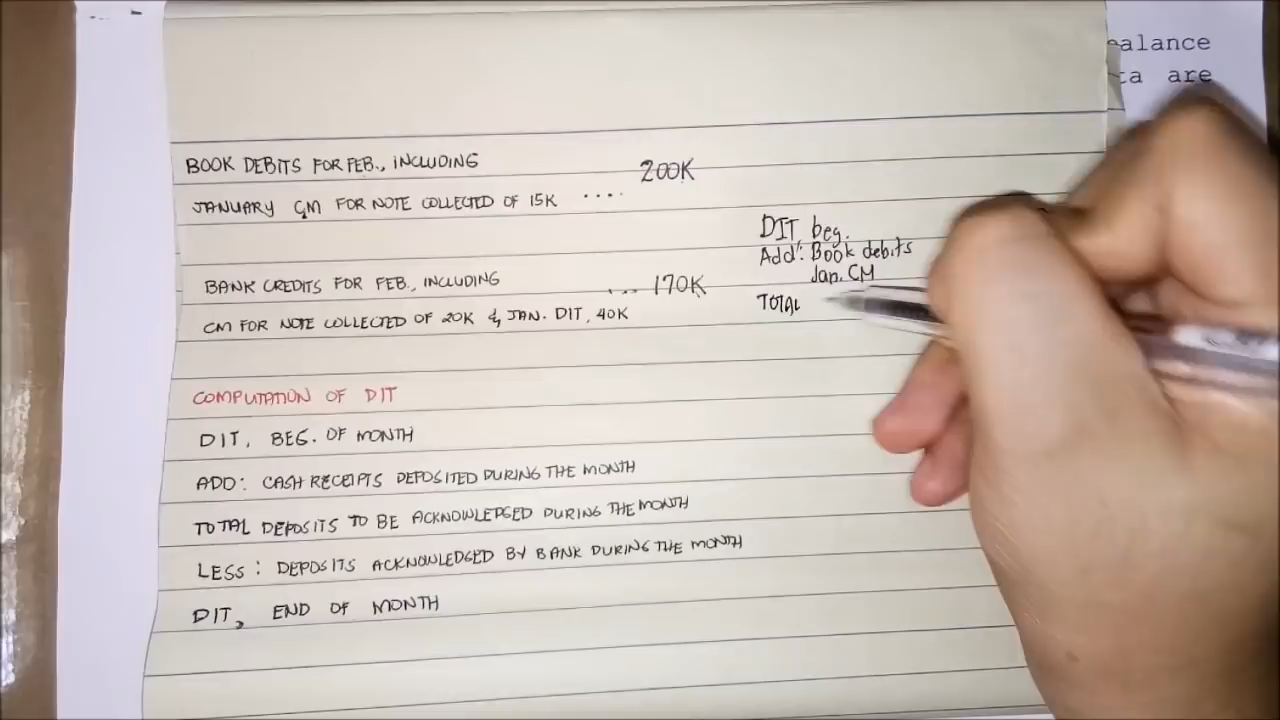 alance
ta are
BOOK DEBITS FOR FEB., INCLUDING
JANUARY CM FOR NOTE COLLECTED OF 15K .... 200K
BANK CREDITS FOR FEB., INCLUDING
CM FOR NOTE COLLECTED OF 20K & JAN. DIT, 40K ... 170K
DIT, beg.
Add: Book debits
Jan. CM
TOTAL
COMPUTATION OF DIT
DIT, BEG. OF MONTH
ADD: CASH RECEIPTS DEPOSITED DURING THE MONTH
TOTAL DEPOSITS TO BE ACKNOWLEDGED DURING THE MONTH
LESS: DEPOSITS ACKNOWLEDGED BY BANK DURING THE MONTH
DIT, END OF MONTH